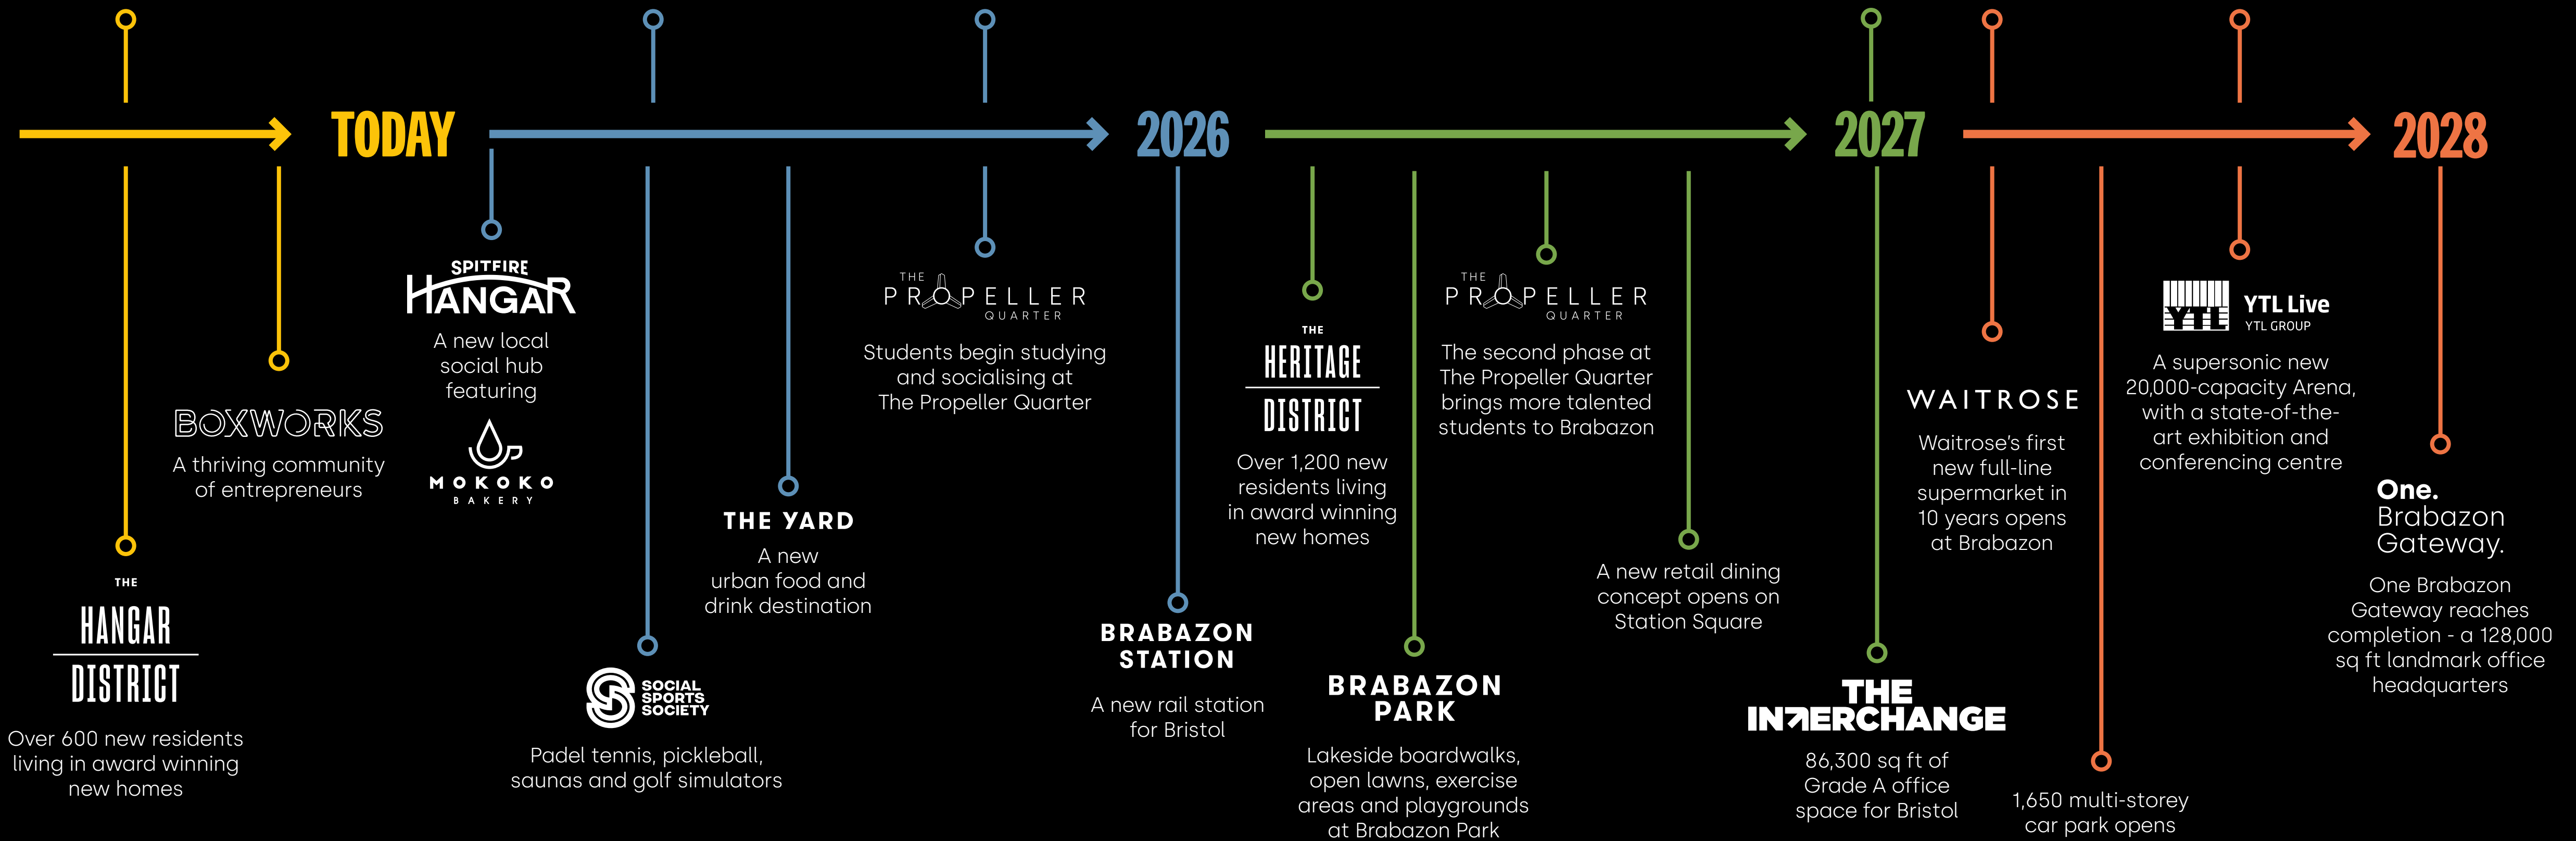 TODAY
2026
2027
2028
THE
HANGAR
DISTRICT
Over 600 new residents
living in award winning
new homes
BOXWORKS
A thriving community
of entrepreneurs
SPITFIRE
HANGAR
A new local
social hub
featuring
MOKOKO
BAKERY
SOCIAL
SPORTS
SOCIETY
Padel tennis, pickleball,
saunas and golf simulators
THE YARD
A new
urban food and
drink destination
THE
PROPELLER
QUARTER
Students begin studying
and socialising at
The Propeller Quarter
BRABAZON
STATION
A new rail station
for Bristol
THE
HERITAGE
DISTRICT
Over 1,200 new
residents living
in award winning
new homes
BRABAZON
PARK
Lakeside boardwalks,
open lawns, exercise
areas and playgrounds
at Brabazon Park
THE
PROPELLER
QUARTER
The second phase at
The Propeller Quarter
brings more talented
students to Brabazon
A new retail dining
concept opens on
Station Square
THE
INTERCHANGE
86,300 sq ft of
Grade A office
space for Bristol
WAITROSE
Waitrose's first
new full-line
supermarket in
10 years opens
at Brabazon
1,650 multi-storey
car park opens
YTL
YTL Live
YTL GROUP
A supersonic new
20,000-capacity Arena,
with a state-of-the-
art exhibition and
conferencing centre
One.
Brabazon
Gateway.
One Brabazon
Gateway reaches
completion - a 128,000
sq ft landmark office
headquarters